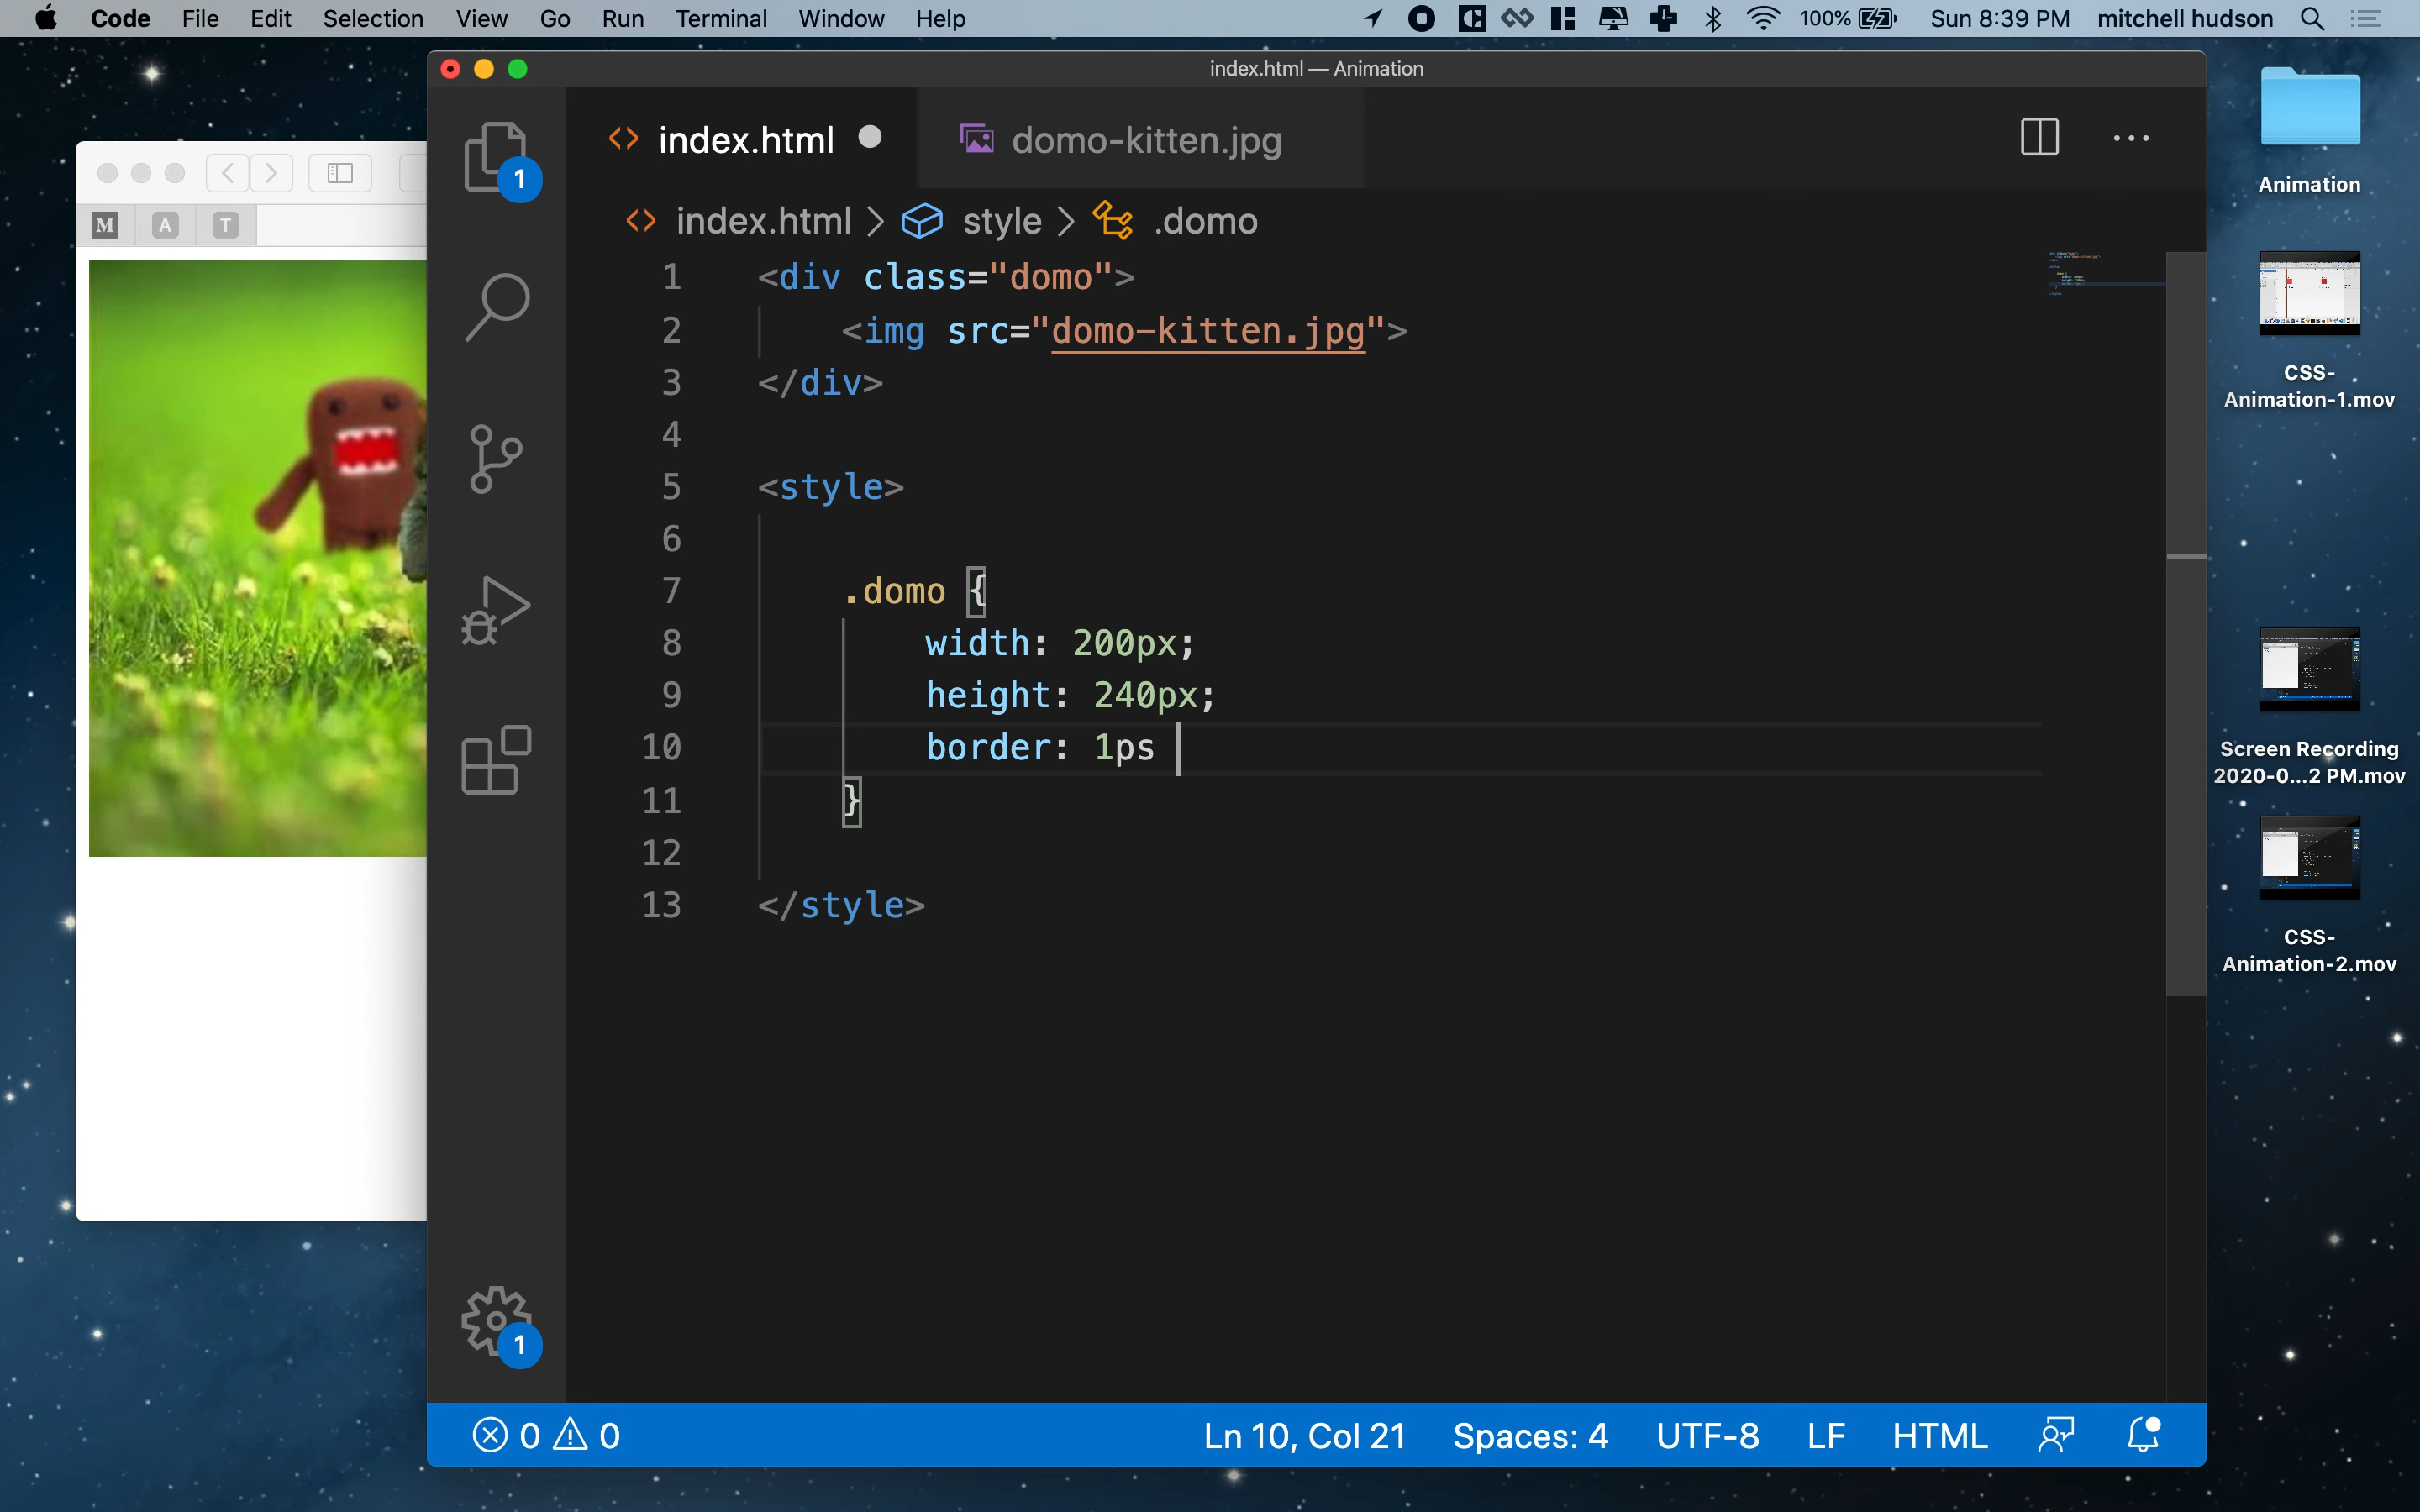 Code File Edit Selection View Go Run Terminal Window Help 100% Sun 8:39 PM mitchell hudson
index.html — Animation
M A T
index.html domo-kitten.jpg
index.html > style > .domo
1 <div class="domo">
2 <img src="domo-kitten.jpg">
3 </div>
4
5 <style>
6
7 .domo {
8 width: 200px;
9 height: 240px;
10 border: 1ps
11 }
12
13 </style>
1
1
0 0 Ln 10, Col 21 Spaces: 4 UTF-8 LF HTML
Animation
CSS-
Animation-1.mov
Screen Recording
2020-0...2 PM.mov
CSS-
Animation-2.mov